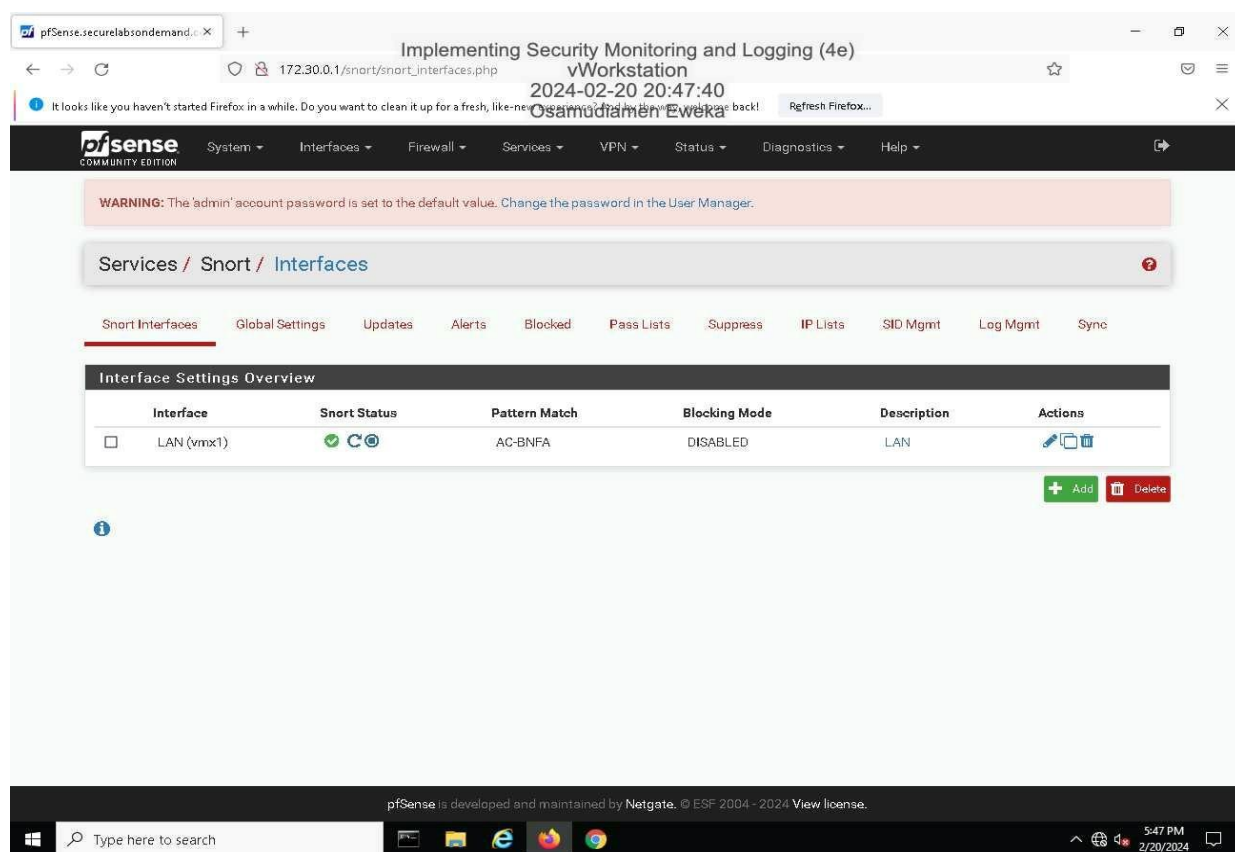 pfSense.securelabsondemand.c
Implementing Security Monitoring and Logging (4e)
172.30.0.1/snort/snort_interfaces.php
vWorkstation
2024-02-20 20:47:40
It looks like you haven't started Firefox in a while. Do you want to clean it up for a fresh, like-new experience? And by the way, welcome back! Refresh Firefox...
Osamudiamen Eweka
pfsense System Interfaces Firewall Services VPN Status Diagnostics Help
COMMUNITY EDITION
WARNING: The 'admin' account password is set to the default value. Change the password in the User Manager.
Services / Snort / Interfaces
Snort Interfaces Global Settings Updates Alerts Blocked Pass Lists Suppress IP Lists SID Mgmt Log Mgmt Sync
Interface Settings Overview
Interface Snort Status Pattern Match Blocking Mode Description Actions
LAN (vmx1) AC-BNFA DISABLED LAN
Add Delete
pfSense is developed and maintained by Netgate. © ESF 2004 - 2024 View license.
Type here to search
5:47 PM
2/20/2024